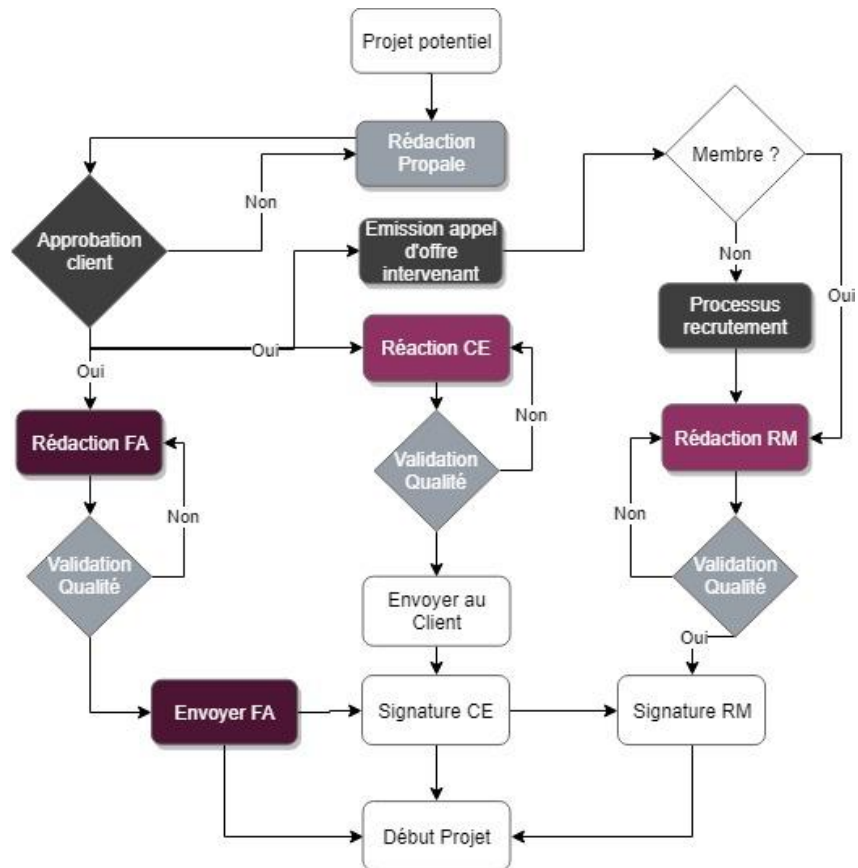 Projet potentiel
Rédaction
Propale
Membre ?
Non
Approbation
client
Emission appel
d'offre
intervenant
Non
Oui
Processus
recrutement
Réaction CE
Oui
Oui
Non
Rédaction FA
Rédaction RM
Validation
Qualité
Non
Non
Validation
Qualité
Validation
Qualité
Envoyer au
Client
Oui
Envoyer FA
Signature CE
Signature RM
Début Projet